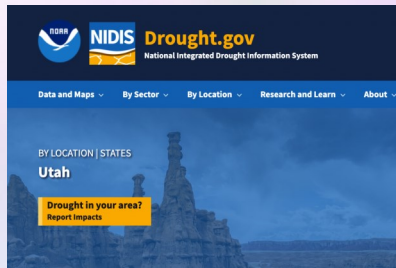 NOAA
NIDIS
Drought.gov
National Integrated Drought Information System
Data and Maps
By Sector
By Location
Research and Learn
About
BY LOCATION | STATES
Utah
Drought in your area?
Report Impacts